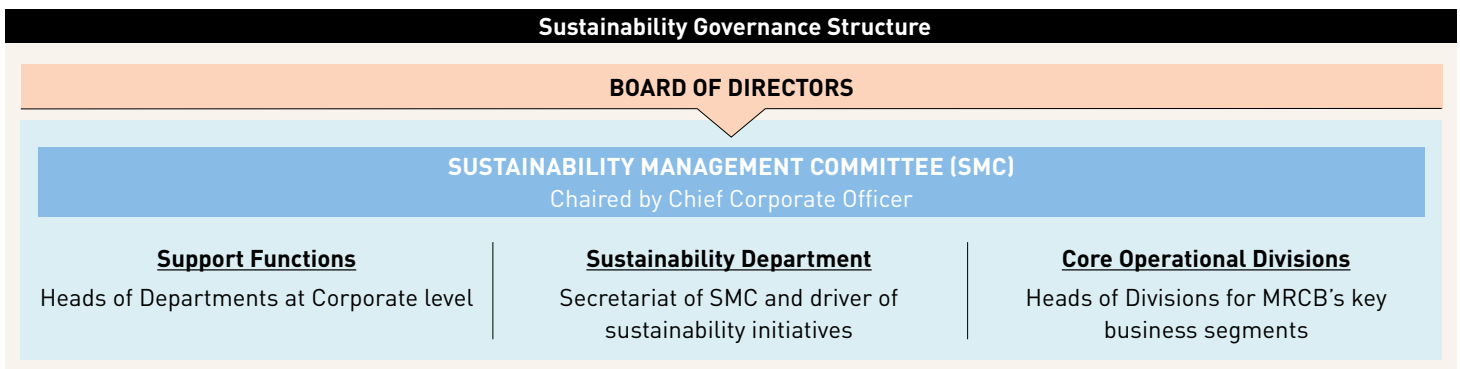 Sustainability Governance Structure
BOARD OF DIRECTORS
SUSTAINABILITY MANAGEMENT COMMITTEE (SMC)
Chaired by Chief Corporate Officer
Support Functions
Heads of Departments at Corporate level
Sustainability Department
Secretariat of SMC and driver of
sustainability initiatives
Core Operational Divisions
Heads of Divisions for MRCB’s key
business segments